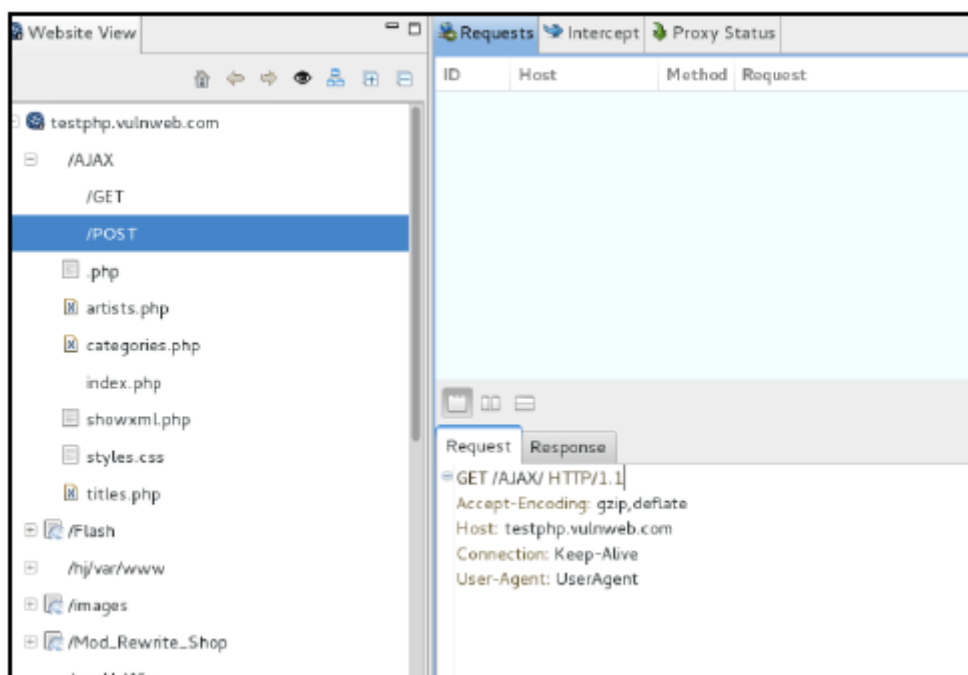 Website View
testphp.vulnweb.com
/AJAX
/GET
/POST
.php
artists.php
categories.php
index.php
showxml.php
styles.css
titles.php
/Flash
/hj/var/www
/images
/Mod_Rewrite_Shop
Requests Intercept Proxy Status
ID Host Method Request
Request Response
GET /AJAX/ HTTP/1.1
Accept-Encoding: gzip,deflate
Host: testphp.vulnweb.com
Connection: Keep-Alive
User-Agent: UserAgent